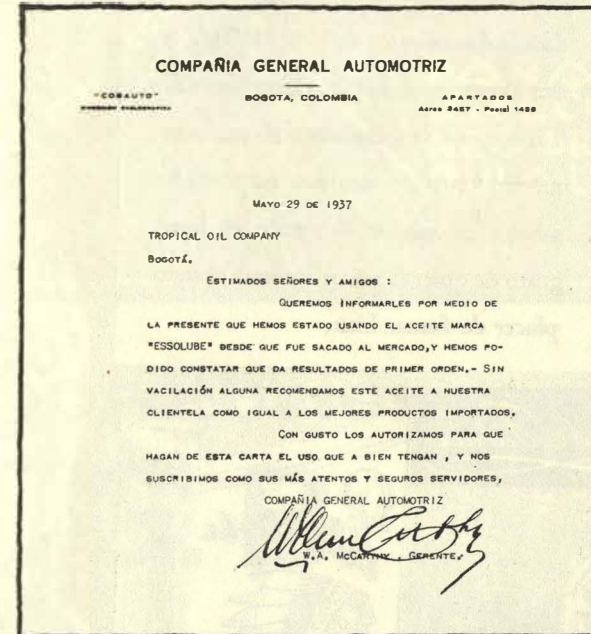 COMPAÑIA GENERAL AUTOMOTRIZ
"COGAUTO"
BOGOTA, COLOMBIA
APARTADOS
Aéreo 3457 - Postal 1428
MAYO 29 DE 1937
TROPICAL OIL COMPANY
BOGOTÁ.
ESTIMADOS SEÑORES Y AMIGOS :
QUEREMOS INFORMARLES POR MEDIO DE
LA PRESENTE QUE HEMOS ESTADO USANDO EL ACEITE MARCA
"ESSOLUBE" DESDE QUE FUE SACADO AL MERCADO,Y HEMOS PO-
DIDO CONSTATAR QUE DA RESULTADOS DE PRIMER ORDEN.- SIN
VACILACIÓN ALGUNA RECOMENDAMOS ESTE ACEITE A NUESTRA
CLIENTELA COMO IGUAL A LOS MEJORES PRODUCTOS IMPORTADOS.
CON GUSTO LOS AUTORIZAMOS PARA QUE
HAGAN DE ESTA CARTA EL USO QUE A BIEN TENGAN , Y NOS
SUSCRIBIMOS COMO SUS MÁS ATENTOS Y SEGUROS SERVIDORES,
COMPAÑIA GENERAL AUTOMOTRIZ
W.A. MCCARTHY . GERENTE.